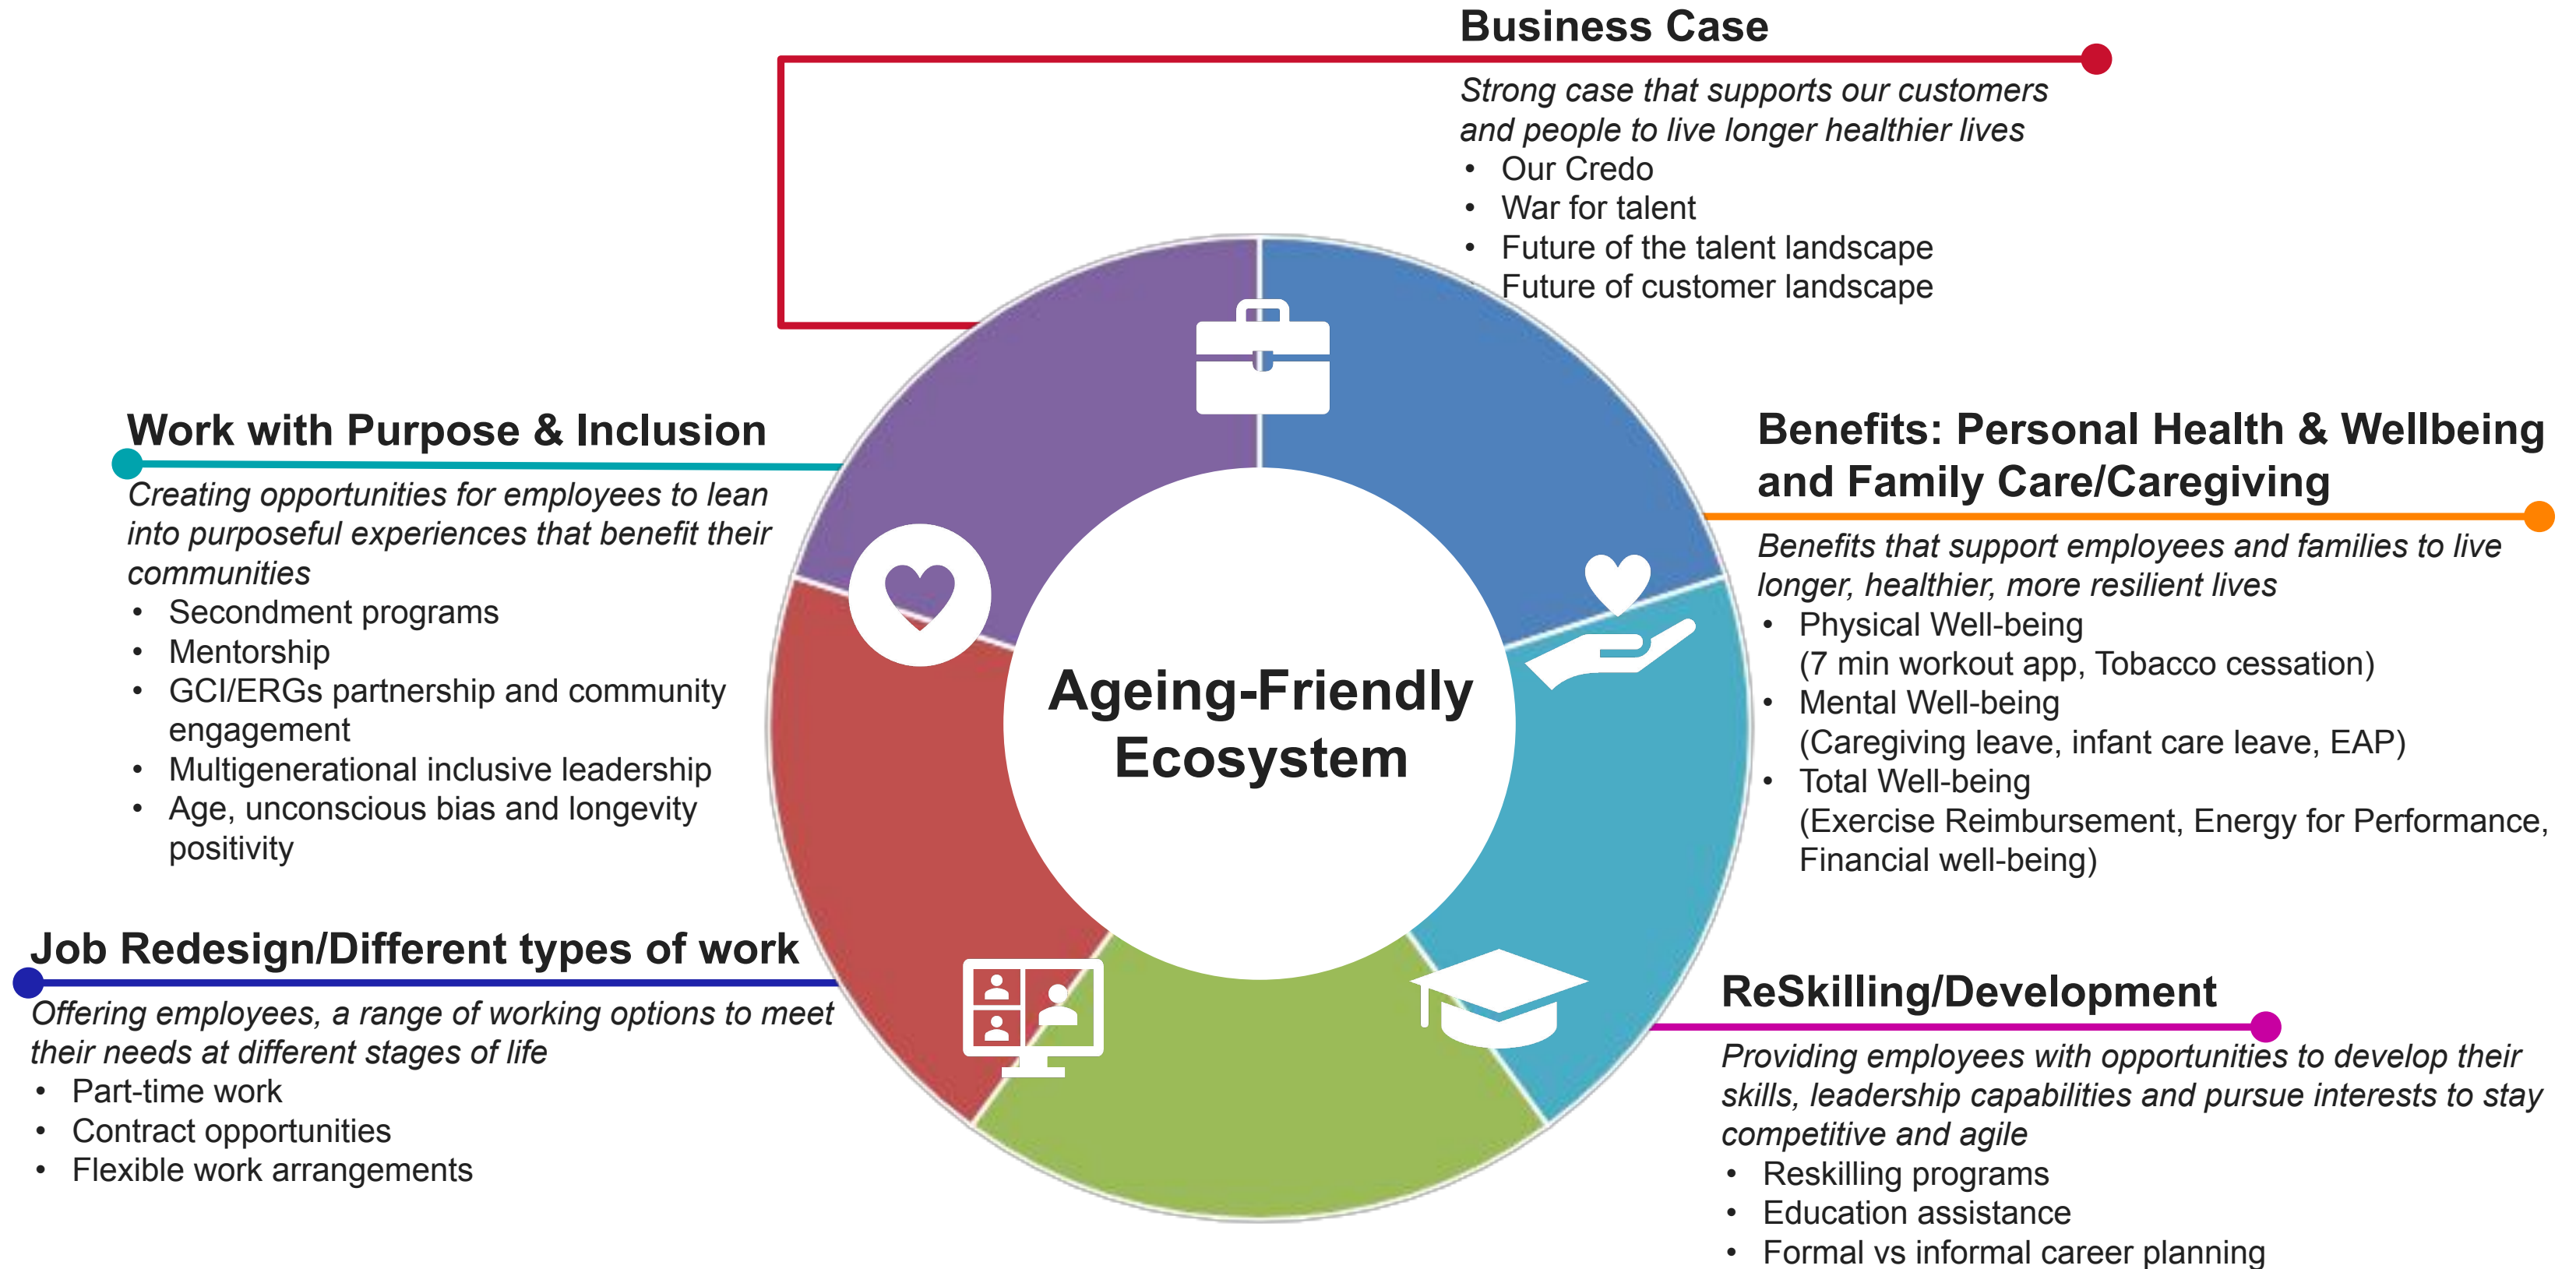 Business Case
Strong case that supports our customers
and people to live longer healthier lives
• Our Credo
• War for talent
• Future of the talent landscape
Future of customer landscape
Work with Purpose & Inclusion
Creating opportunities for employees to lean
into purposeful experiences that benefit their
communities
• Secondment programs
• Mentorship
• GCI/ERGs partnership and community
engagement
• Multigenerational inclusive leadership
• Age, unconscious bias and longevity
positivity
Job Redesign/Different types of work
Offering employees, a range of working options to meet
their needs at different stages of life
• Part-time work
• Contract opportunities
• Flexible work arrangements
Ageing-Friendly
Ecosystem
Benefits: Personal Health & Wellbeing
and Family Care/Caregiving
Benefits that support employees and families to live
longer, healthier, more resilient lives
• Physical Well-being
(7 min workout app, Tobacco cessation)
• Mental Well-being
(Caregiving leave, infant care leave, EAP)
• Total Well-being
(Exercise Reimbursement, Energy for Performance,
Financial well-being)
ReSkilling/Development
Providing employees with opportunities to develop their
skills, leadership capabilities and pursue interests to stay
competitive and agile
• Reskilling programs
• Education assistance
• Formal vs informal career planning